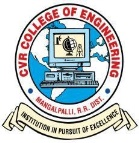 CVR COLLEGE OF ENGINEERING
MANGALPALLI, R.R. DIST.
INSTITUTION IN PURSUIT OF EXCELLENCE